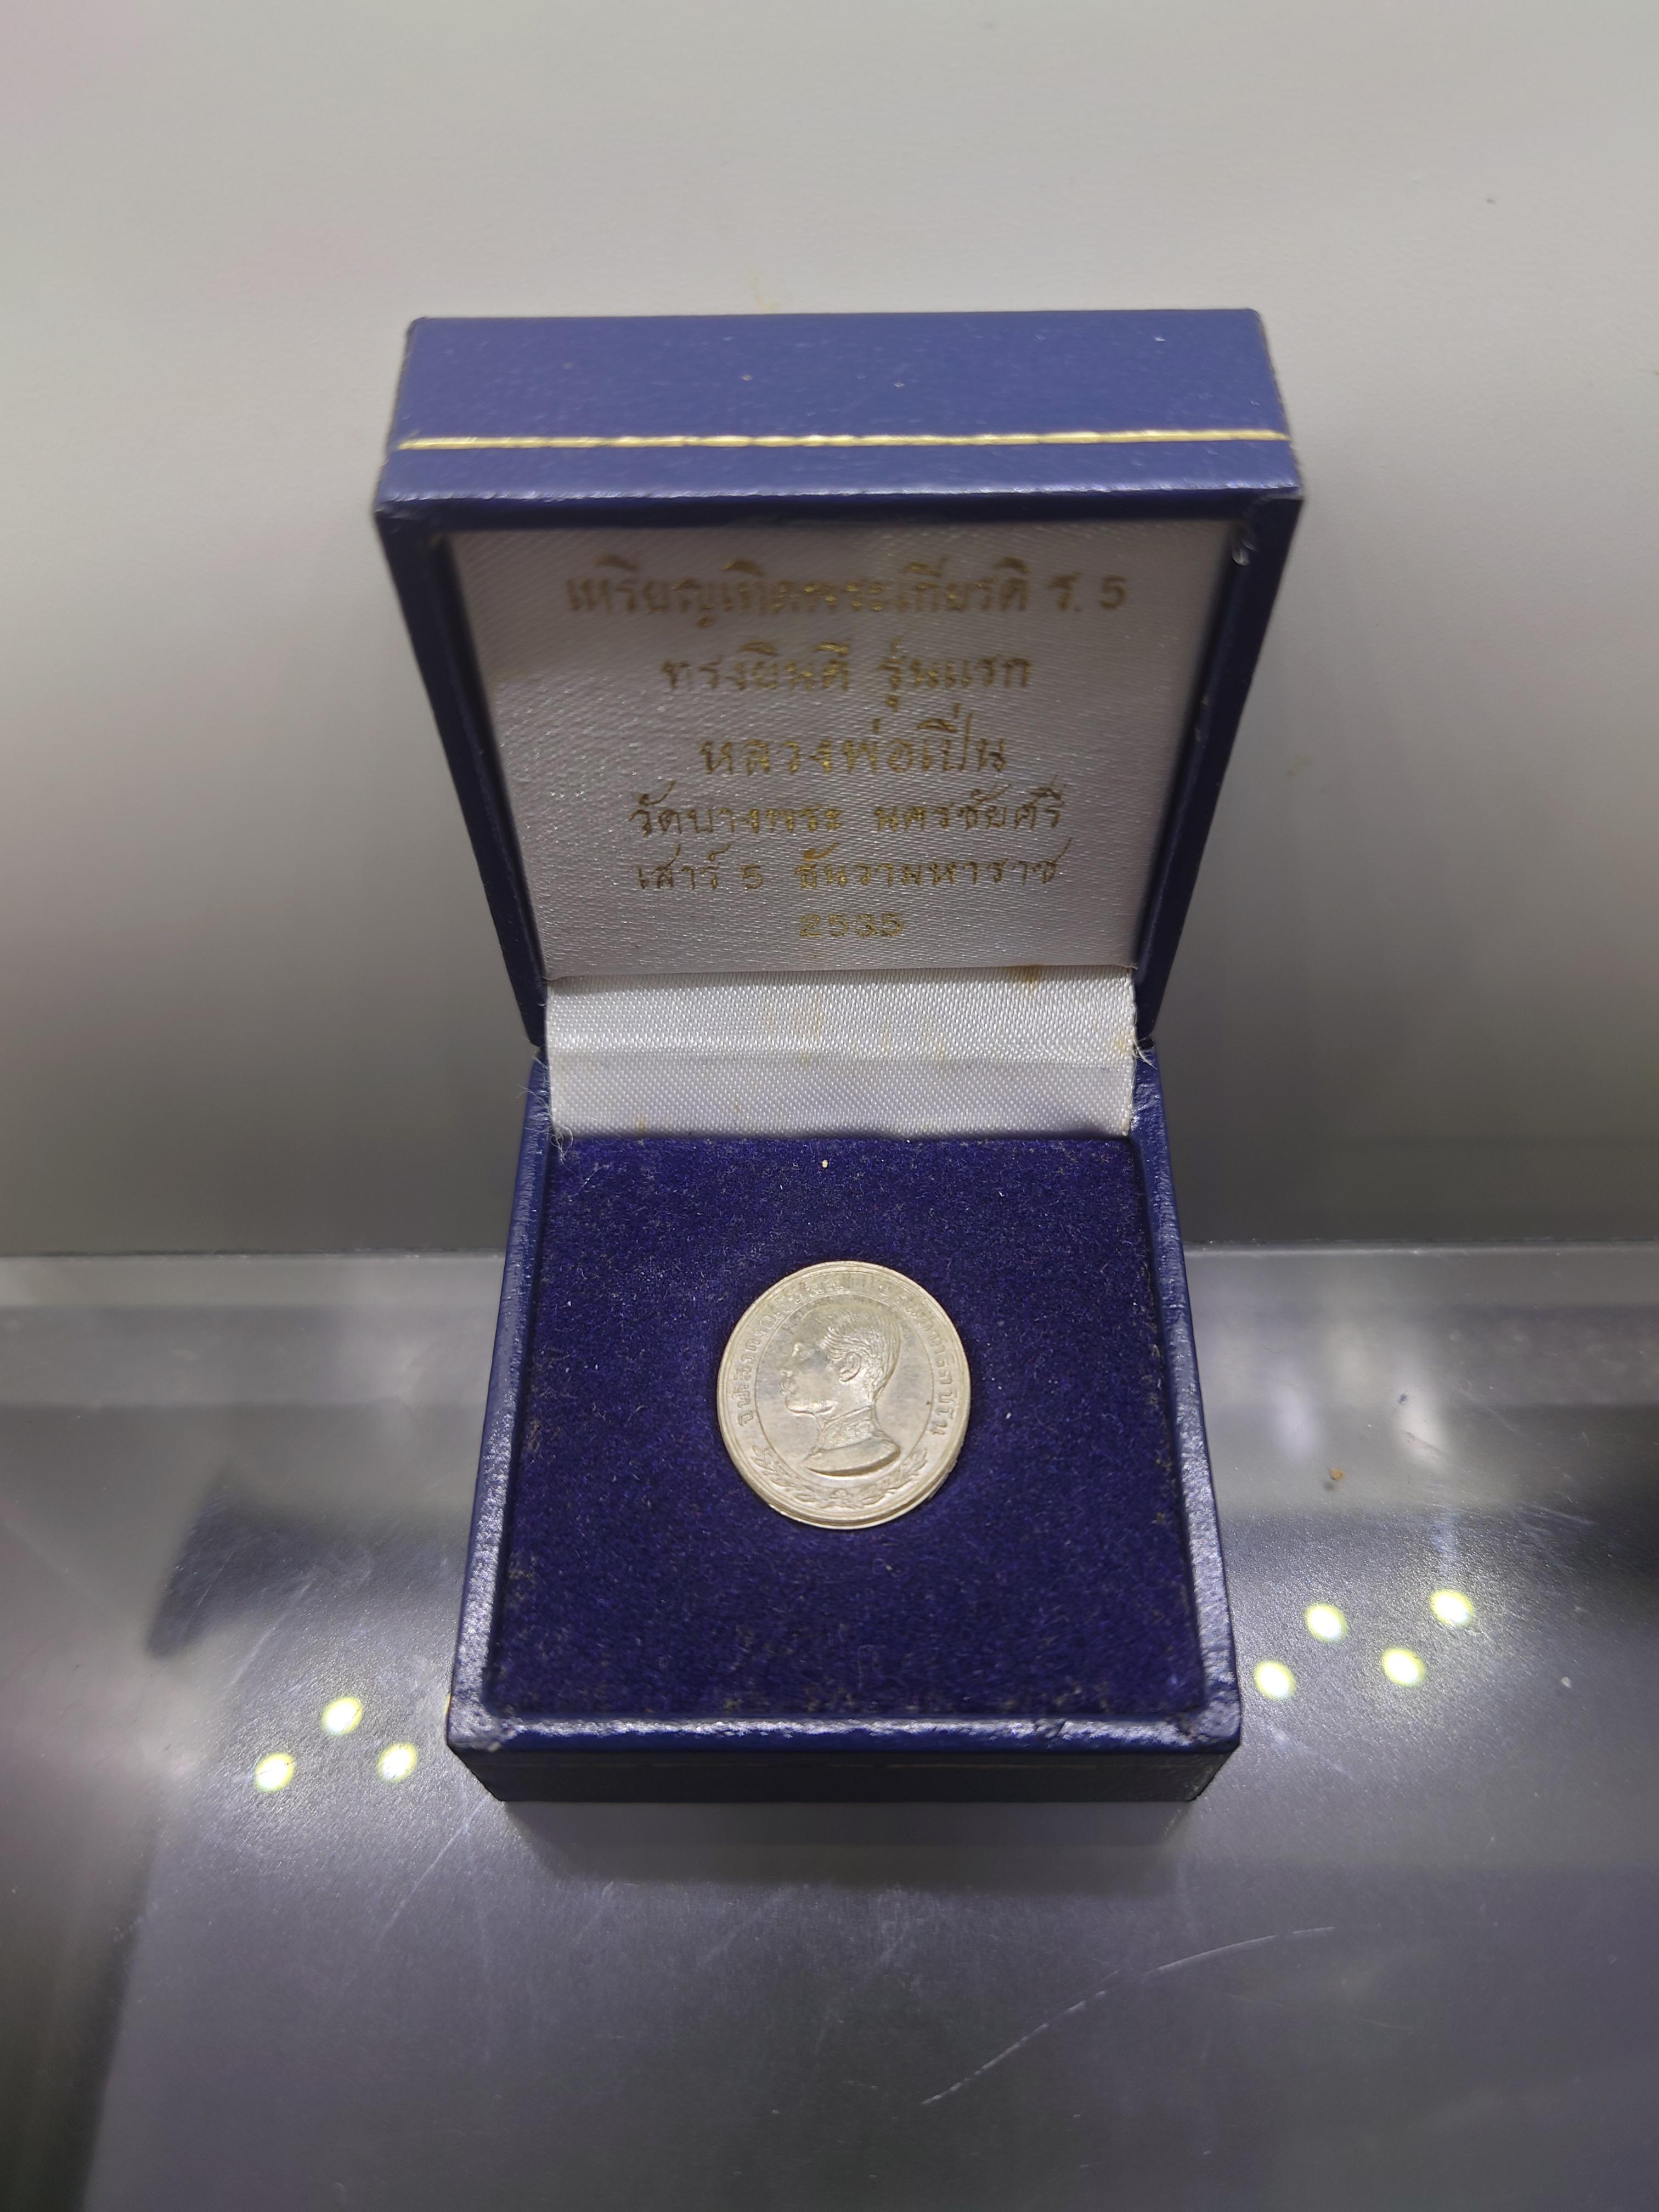 เหรียญเทิดพระเกียรติ ร. 5
ทรงยินดี รุ่นแรก
หลวงพ่อเปิ่น
วัดบางพระ นครชัยศรี
เสาร์ 5 ธันวามหาราช
2535